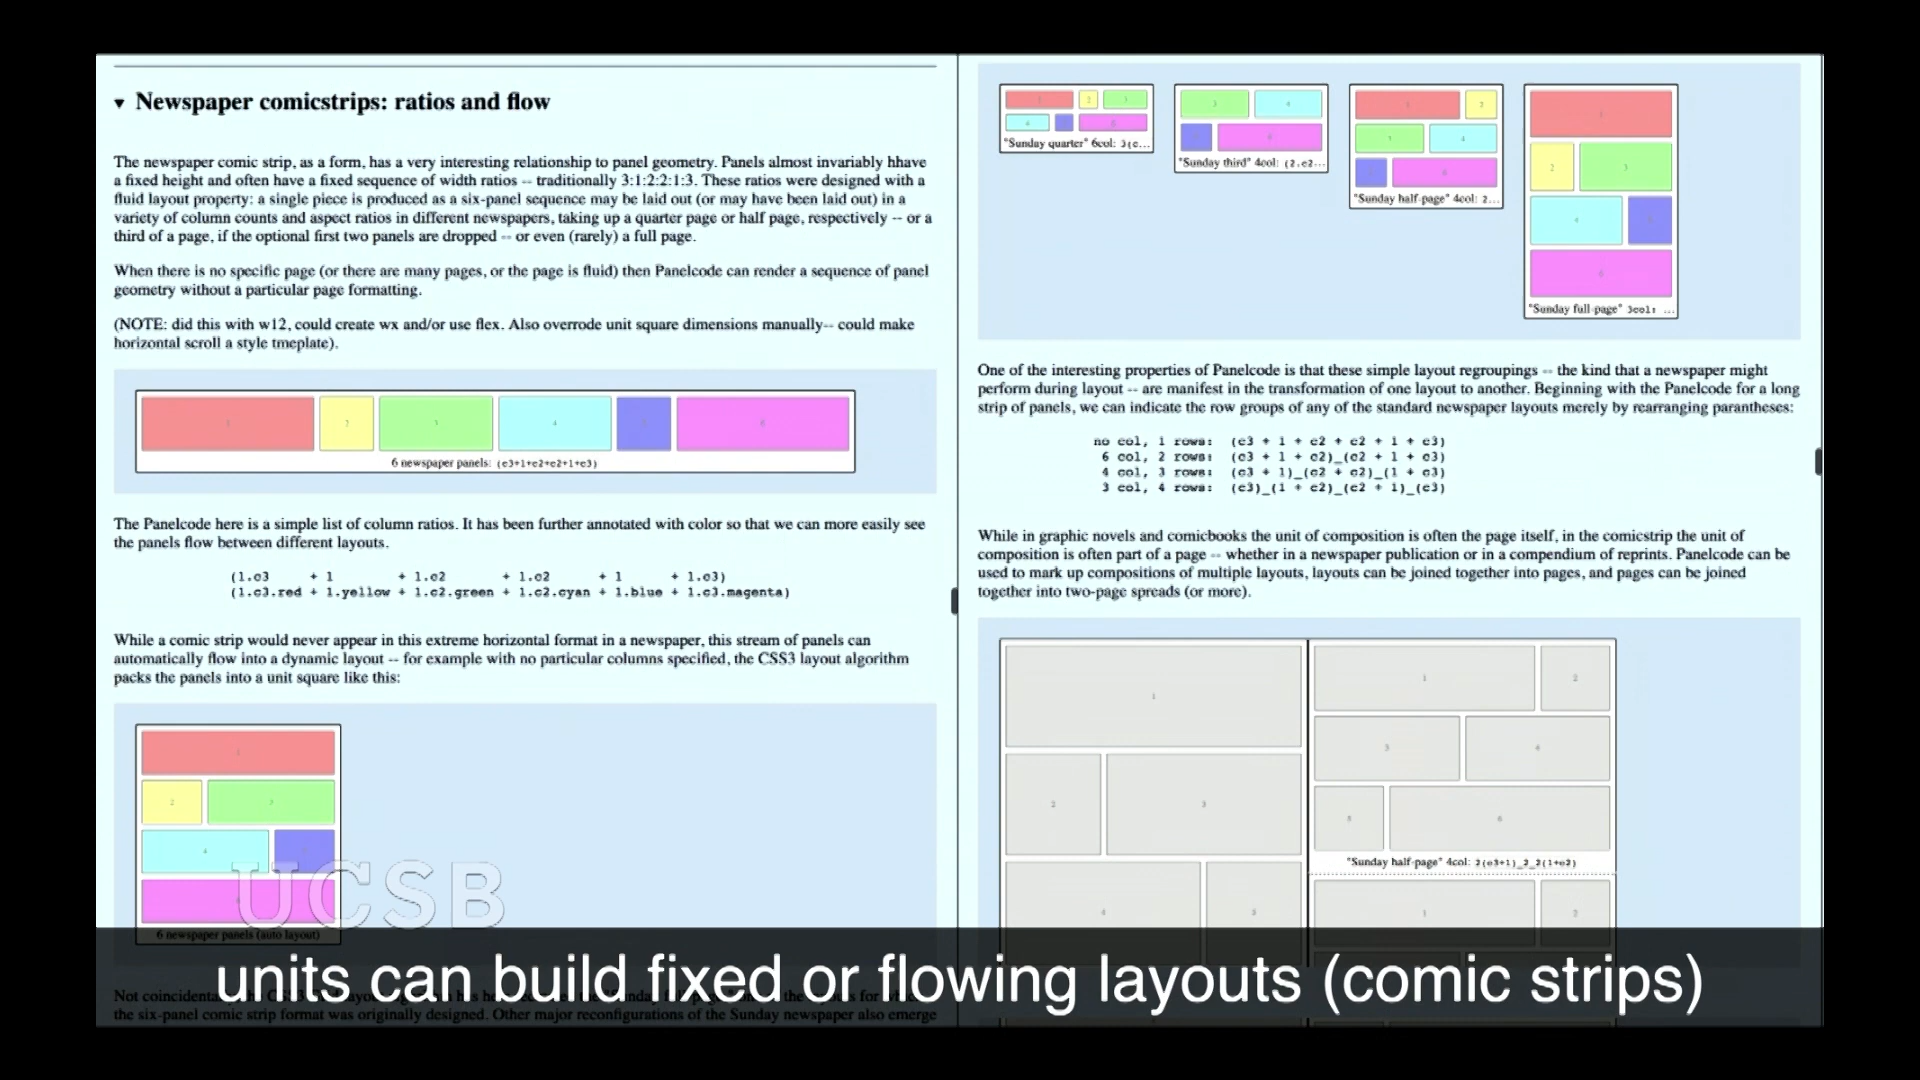 ▼ Newspaper comicstrips: ratios and flow
The newspaper comic strip, as a form, has a very interesting relationship to panel geometry. Panels almost invariably hhave
a fixed height and often have a fixed sequence of width ratios -- traditionally 3:1:2:2:1:3. These ratios were designed with a
fluid layout property: a single piece is produced as a six-panel sequence may be laid out (or may have been laid out) in a
variety of column counts and aspect ratios in different newspapers, taking up a quarter page or half page, respectively -- or a
third of a page, if the optional first two panels are dropped -- or even (rarely) a full page.
When there is no specific page (or there are many pages, or the page is fluid) then Panelcode can render a sequence of panel
geometry without a particular page formatting.
(NOTE: did this with w12, could create wx and/or use flex. Also overrode unit square dimensions manually-- could make
horizontal scroll a style tmeplate).
1 2 3 4 6
6 newspaper panels: (c3+1+c2+c2+1+c3)
The Panelcode here is a simple list of column ratios. It has been further annotated with color so that we can more easily see
the panels flow between different layouts.
(1.c3 + 1 + 1.c2 + 1.c2 + 1 + 1.c3)
(1.c3.red + 1.yellow + 1.c2.green + 1.c2.cyan + 1.blue + 1.c3.magenta)
While a comic strip would never appear in this extreme horizontal format in a newspaper, this stream of panels can
automatically flow into a dynamic layout -- for example with no particular columns specified, the CSS3 layout algorithm
packs the panels into a unit square like this:
1
2 3
4
UCSB
6 newspaper panels (auto layout)
the six-panel comic strip format was originally designed. Other major reconfigurations of the Sunday newspaper also emerge
"Sunday quarter" 6col: 3(c...
"Sunday third" 4col: (2.c2...
"Sunday half-page" 4col: 2...
"Sunday full-page" 3col: ...
One of the interesting properties of Panelcode is that these simple layout regroupings -- the kind that a newspaper might
perform during layout -- are manifest in the transformation of one layout to another. Beginning with the Panelcode for a long
strip of panels, we can indicate the row groups of any of the standard newspaper layouts merely by rearranging parantheses:
no col, 1 rows: (c3 + 1 + c2 + c2 + 1 + c3)
6 col, 2 rows: (c3 + 1 + c2)_(c2 + 1 + c3)
4 col, 3 rows: (c3 + 1)_(c2 + c2)_(1 + c3)
3 col, 4 rows: (c3)_(1 + c2)_(c2 + 1)_(c3)
While in graphic novels and comicbooks the unit of composition is often the page itself, in the comicstrip the unit of
composition is often part of a page -- whether in a newspaper publication or in a compendium of reprints. Panelcode can be
used to mark up compositions of multiple layouts, layouts can be joined together into pages, and pages can be joined
together into two-page spreads (or more).
1
2 3
4 5
1 2
3 4
5 6
"Sunday half-page" 4col: 2(c3+1)_2_2(1+c2)
1 2
units can build fixed or flowing layouts (comic strips)